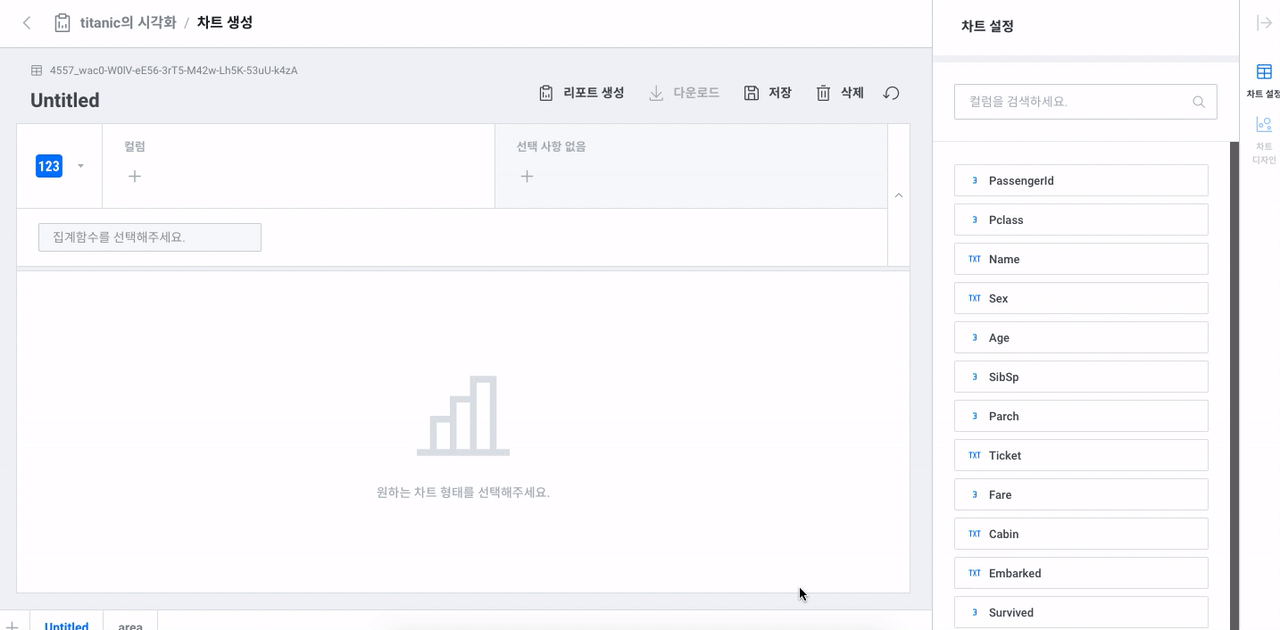 titanic의 시각화 / 차트 생성
4557_wac0-W0lV-eE56-3rT5-M42w-Lh5K-53uU-k4zA
Untitled
리포트 생성
다운로드
저장
삭제
123
컬럼
선택 사항 없음
집계함수를 선택해주세요.
원하는 차트 형태를 선택해주세요.
Untitled
area
차트 설정
컬럼을 검색하세요.
3 PassengerId
3 Pclass
TXT Name
TXT Sex
3 Age
3 SibSp
3 Parch
TXT Ticket
3 Fare
TXT Cabin
TXT Embarked
3 Survived
차트 설정
차트
디자인